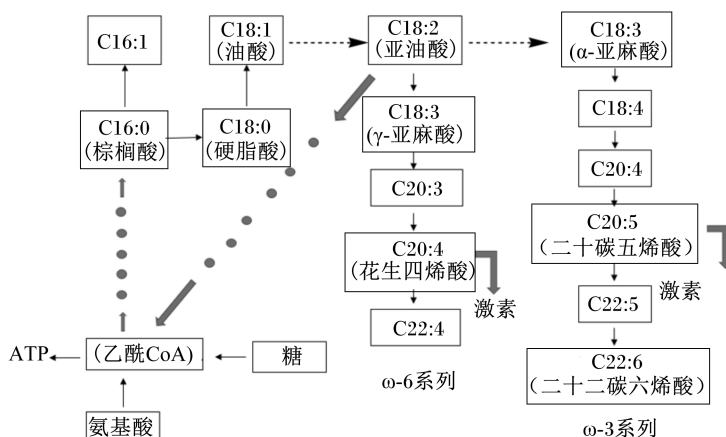 C16:1
C18:1
(油酸)
C18:2
(亚油酸)
C18:3
(α-亚麻酸)
C16:0
(棕榈酸)
C18:0
(硬脂酸)
C18:3
(γ-亚麻酸)
C18:4
C20:3
C20:4
C20:4
(花生四烯酸)
C20:5
(二十碳五烯酸)
激素
激素
C22:4
C22:5
C22:6
(二十二碳六烯酸)
ATP
(乙酰CoA)
糖
氨基酸
ω-6系列
ω-3系列